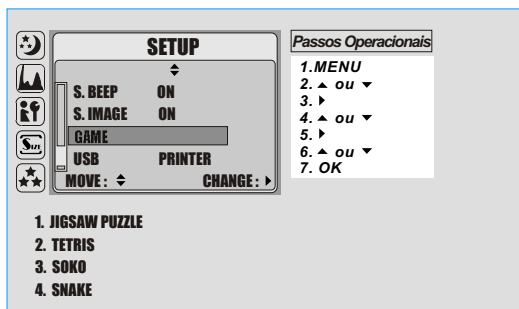 SETUP
S. BEEP ON
S. IMAGE ON
GAME
USB PRINTER
MOVE : CHANGE :
Size
Passos Operacionais
1.MENU
2. ▲ ou ▼
3. ▶
4. ▲ ou ▼
5. ▶
6. ▲ ou ▼
7. OK
1. JIGSAW PUZZLE
2. TETRIS
3. SOKO
4. SNAKE